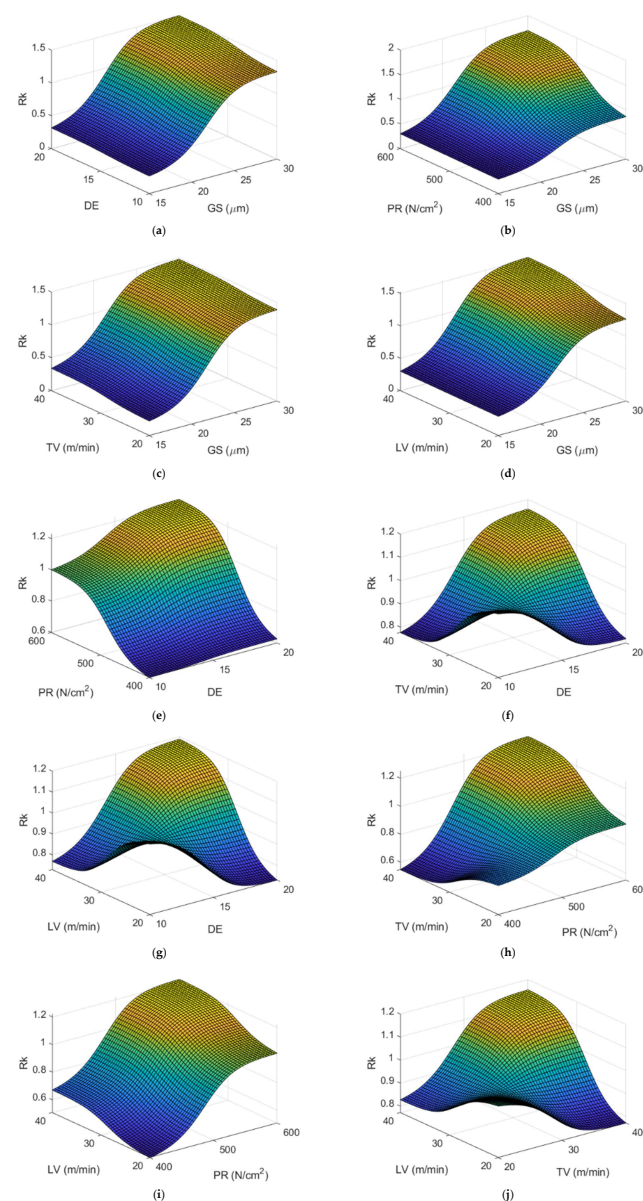 1.5
1
0.5
0
Rk
20
15
10
DE
15
20
25
30
GS (μm)
(a)
2
1.5
1
0.5
0
Rk
600
500
400
PR (N/cm²)
15
20
25
30
GS (μm)
(b)
1.5
1
0.5
0
Rk
40
30
20
TV (m/min)
15
20
25
30
GS (μm)
(c)
1.5
1
0.5
0
Rk
40
30
20
LV (m/min)
15
20
25
30
GS (μm)
(d)
1.2
1
0.8
0.6
Rk
600
500
400
PR (N/cm²)
10
15
20
DE
(e)
1.2
1.1
1
0.9
0.8
Rk
40
30
20
TV (m/min)
10
15
20
DE
(f)
1.2
1.1
1
0.9
0.8
Rk
40
30
20
LV (m/min)
10
15
20
DE
(g)
1.2
1
0.8
0.6
Rk
40
30
20
TV (m/min)
400
500
60
PR (N/cm²)
(h)
1.2
1
0.8
0.6
0.5
Rk
40
30
20
LV (m/min)
400
500
600
PR (N/cm²)
(i)
1.2
1.1
1
0.9
0.8
Rk
40
30
20
LV (m/min)
20
30
40
TV (m/min)
(j)